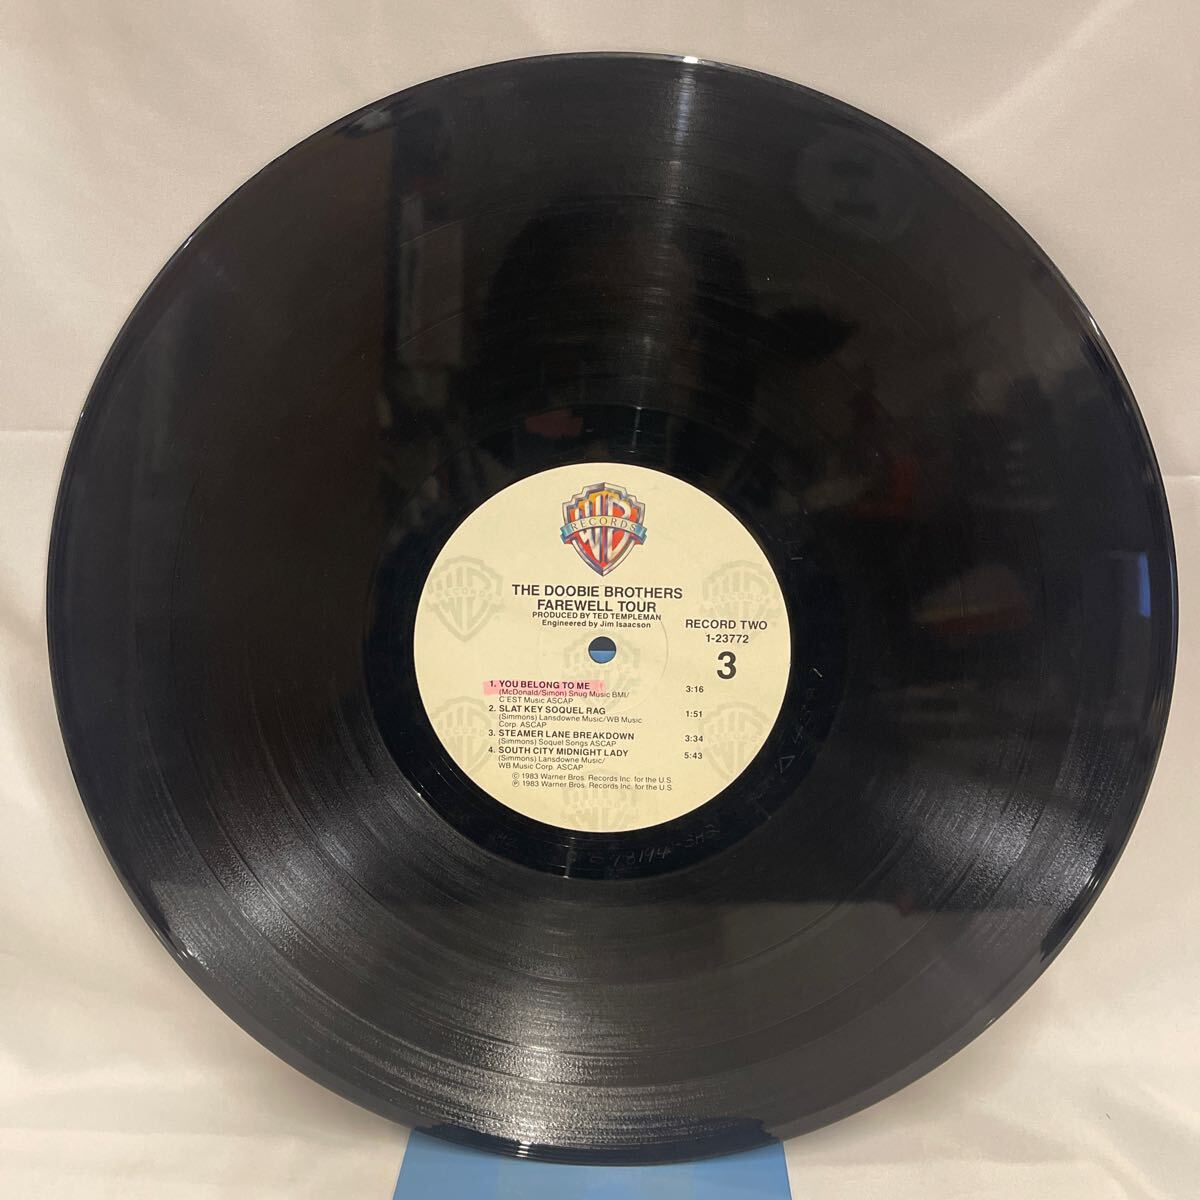 WB
RECORDS
THE DOOBIE BROTHERS
FAREWELL TOUR
PRODUCED BY TED TEMPLEMAN
Engineered by Jim Isaacson
RECORD TWO
1-23772
3
1. YOU BELONG TO ME 3:16
(McDonald/Simon) Snug Music BMI/
C'EST Music ASCAP
2. SLAT KEY SOQUEL RAG 1:51
(Simmons) Lansdowne Music/WB Music
Corp. ASCAP
3. STEAMER LANE BREAKDOWN 3:34
(Simmons) Soquel Songs ASCAP
4. SOUTH CITY MIDNIGHT LADY 5:43
(Simmons) Lansdowne Music/
WB Music Corp. ASCAP
© 1983 Warner Bros. Records Inc. for the U.S.
℗ 1983 Warner Bros. Records Inc. for the U.S.